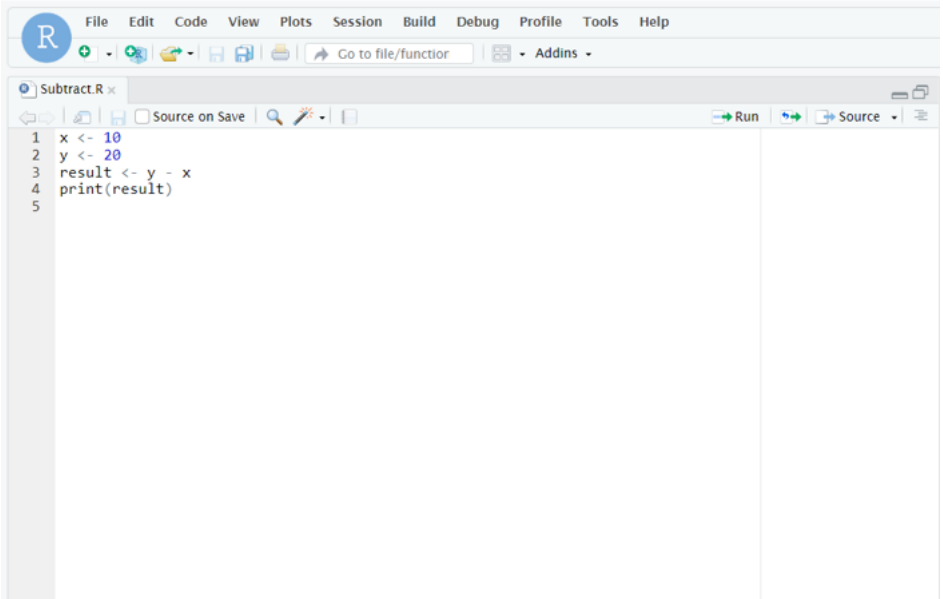 R
File Edit Code View Plots Session Build Debug Profile Tools Help
Go to file/function Addins
Subtract.R
Source on Save Run Source
1 x <- 10
2 y <- 20
3 result <- y - x
4 print(result)
5